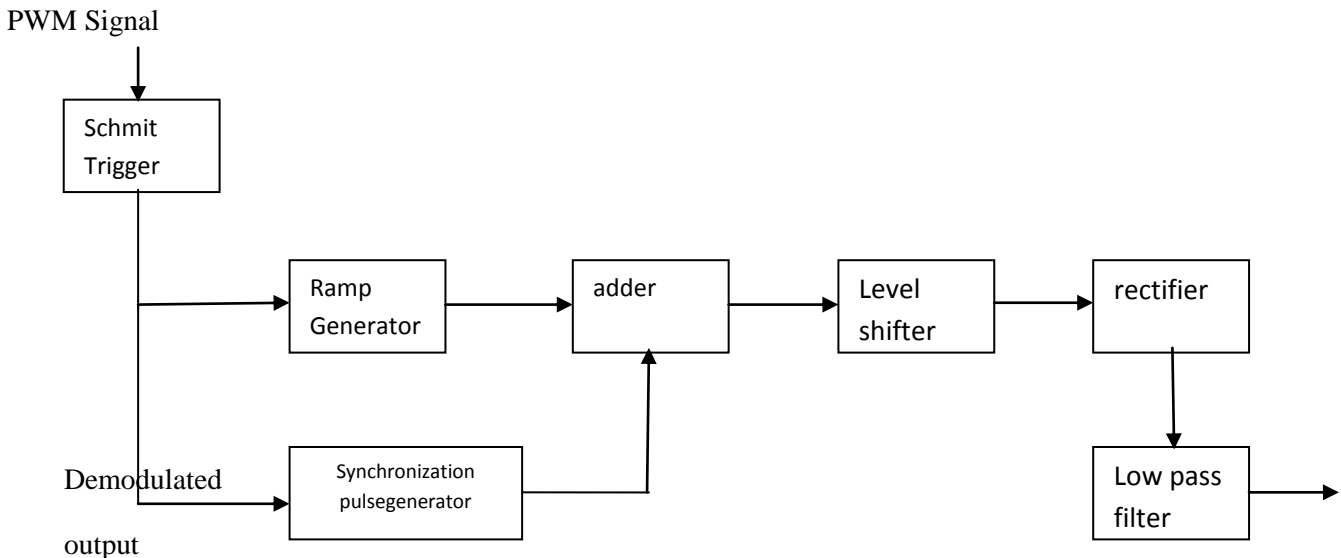 PWM Signal
Schmit
Trigger
Ramp
Generator
adder
Level
shifter
rectifier
Demodulated
output
Synchronization
pulsegenerator
Low pass
filter